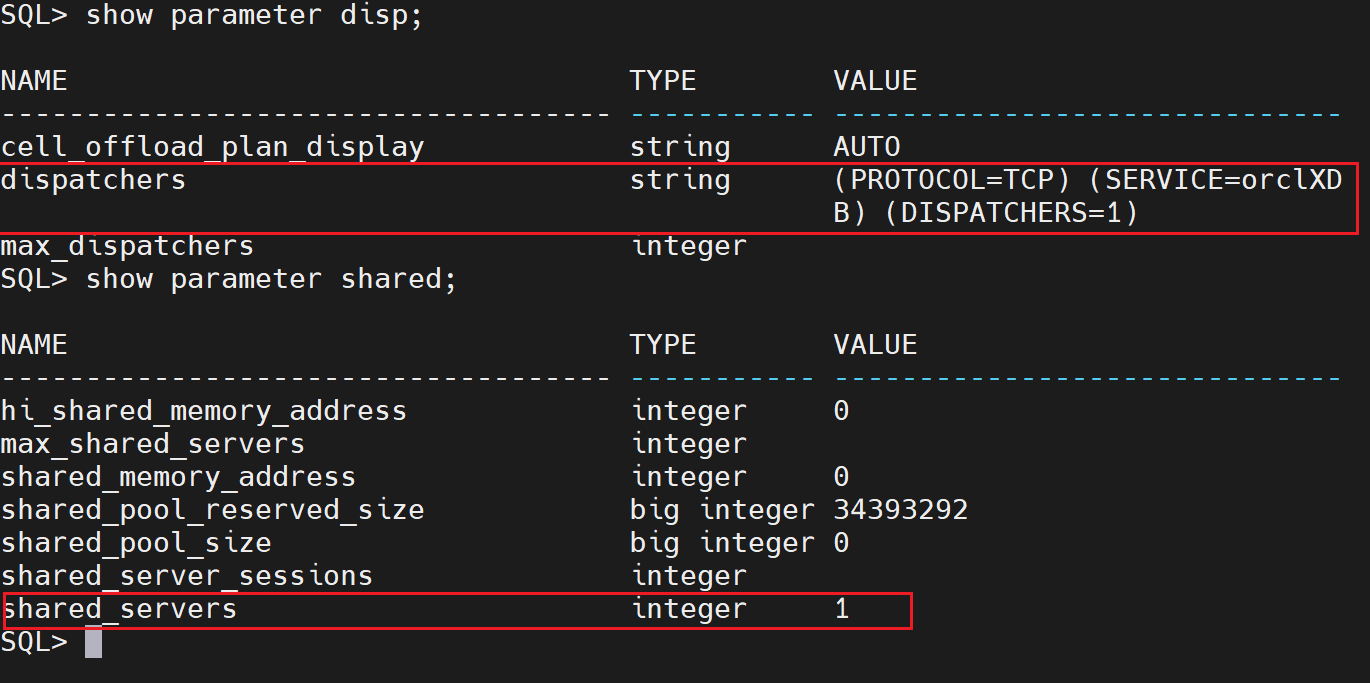 SQL> show parameter disp;
NAME TYPE VALUE
------------------------------------ ----------- ------------------------------
cell_offload_plan_display string AUTO
dispatchers string (PROTOCOL=TCP) (SERVICE=orclXD
B) (DISPATCHERS=1)
max_dispatchers integer
SQL> show parameter shared;
NAME TYPE VALUE
------------------------------------ ----------- ------------------------------
hi_shared_memory_address integer 0
max_shared_servers integer
shared_memory_address integer 0
shared_pool_reserved_size big integer 34393292
shared_pool_size big integer 0
shared_server_sessions integer
shared_servers integer 1
SQL>